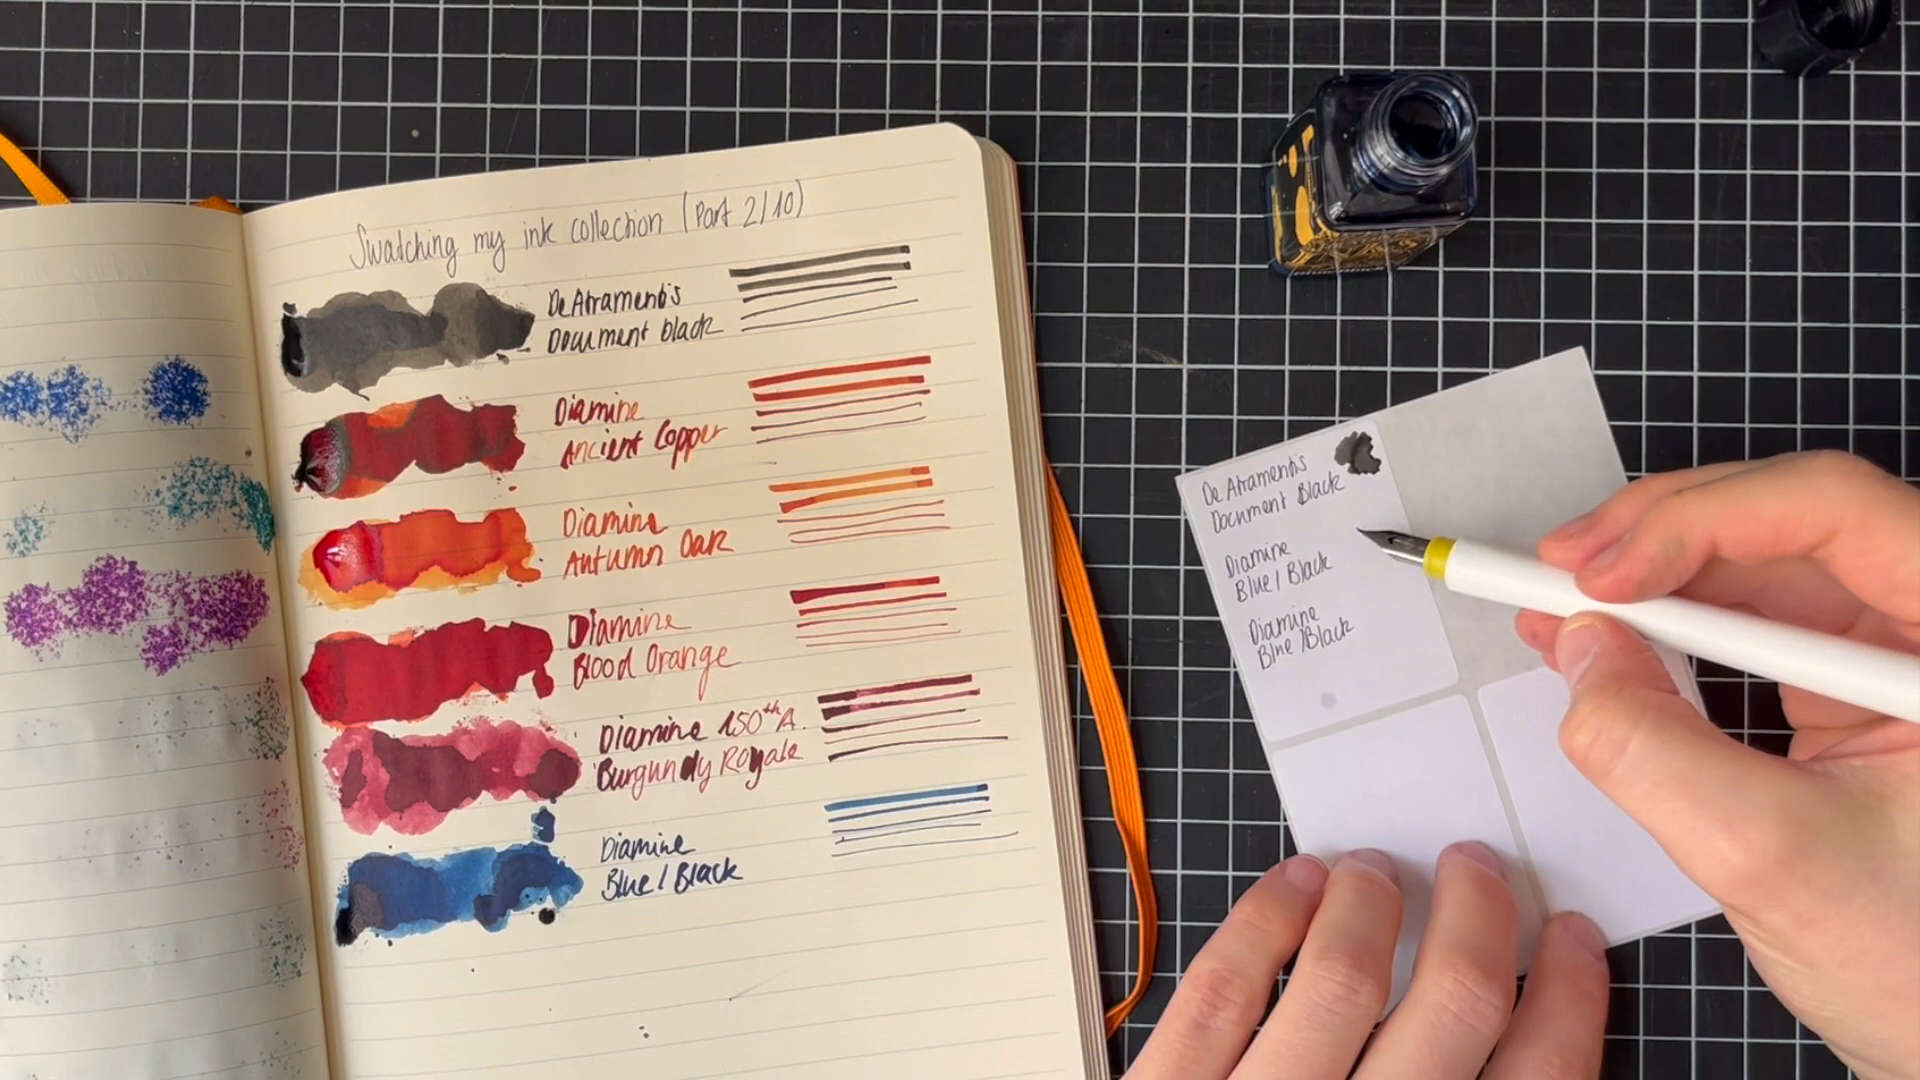 Swatching my ink collection (Part 2/10)
De Atramentis
Document black
Diamine
Ancient Copper
Diamine
Autumn Oak
Diamine
Blood Orange
Diamine 150th A.
Burgundy Royale
Diamine
Blue / Black
De Atramentis
Document Black
Diamine
Blue / Black
Diamine
Blue / Black